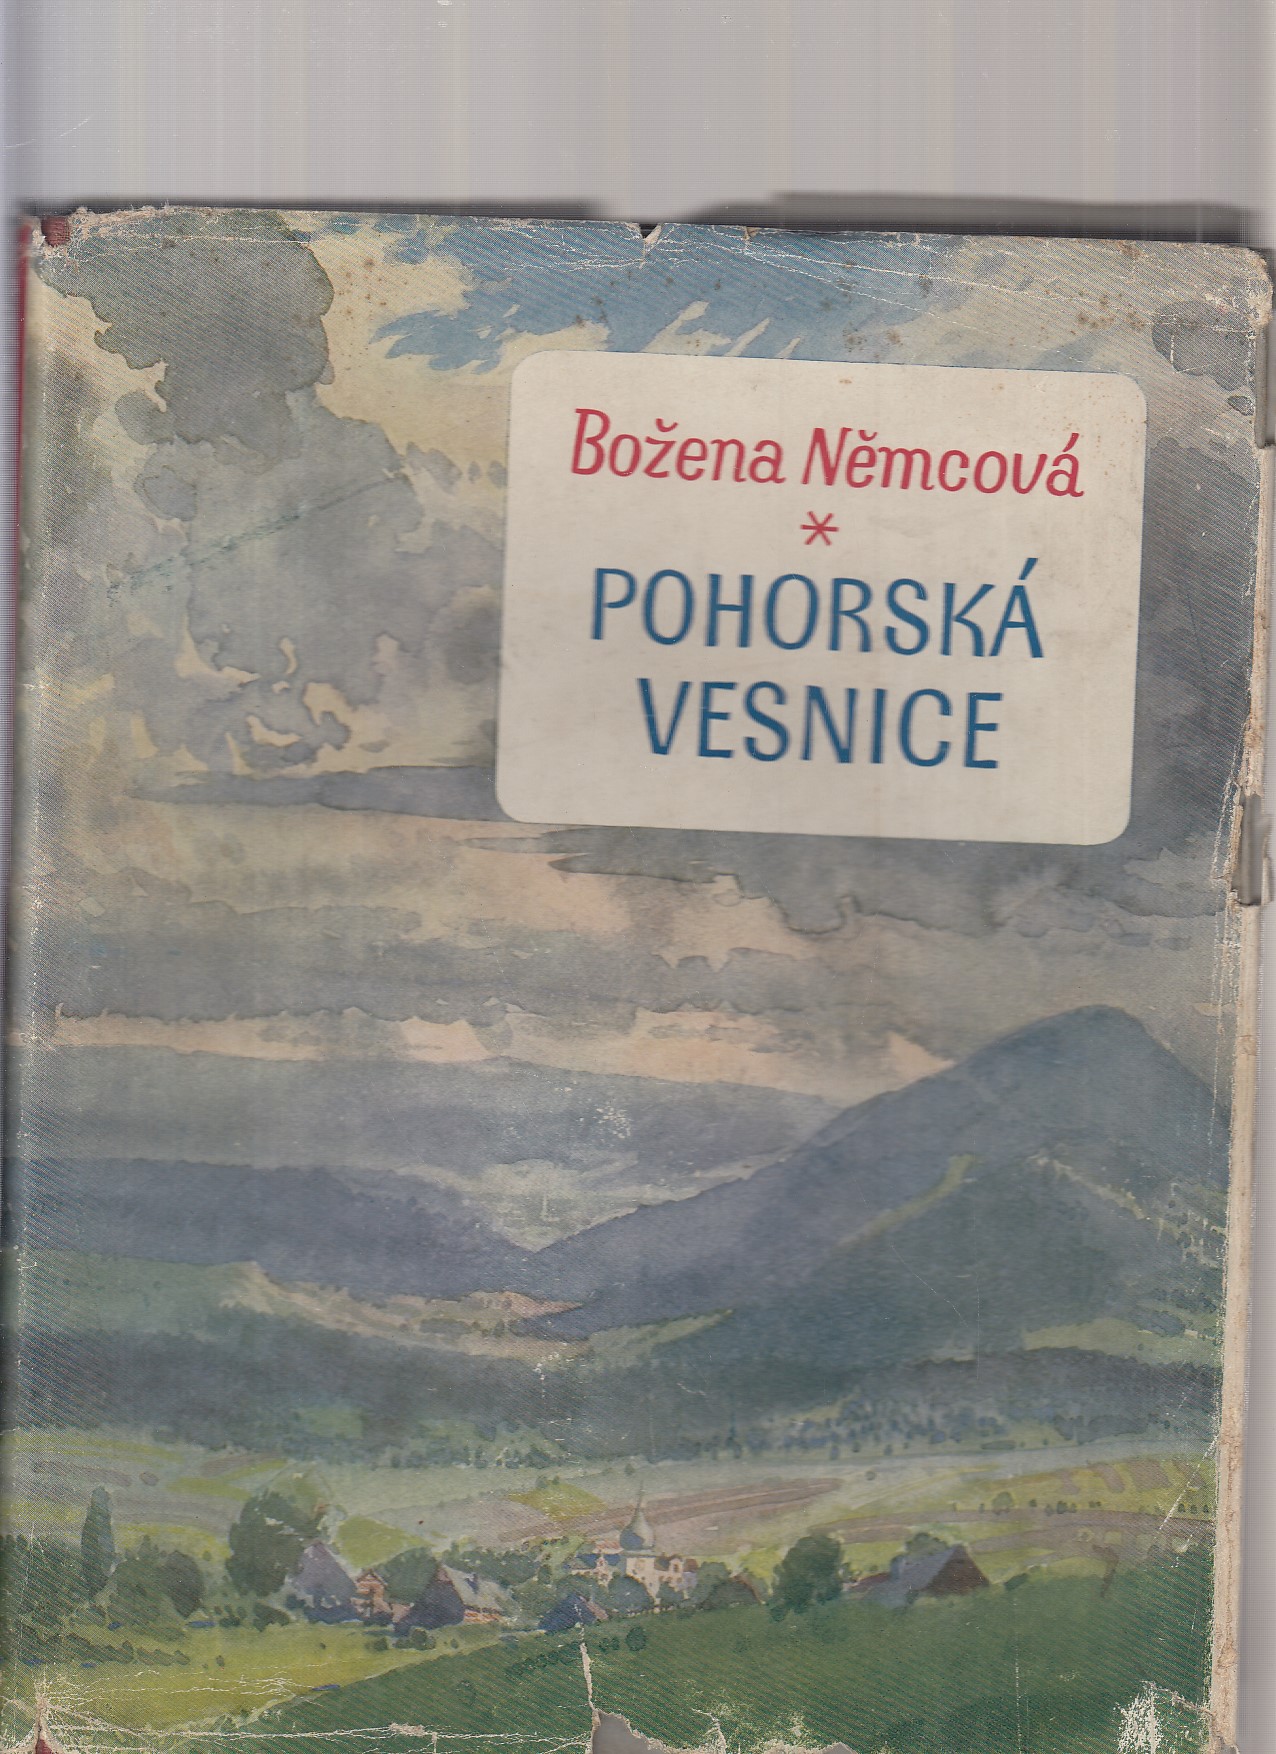 Božena Němcová
*
POHORSKÁ
VESNICE